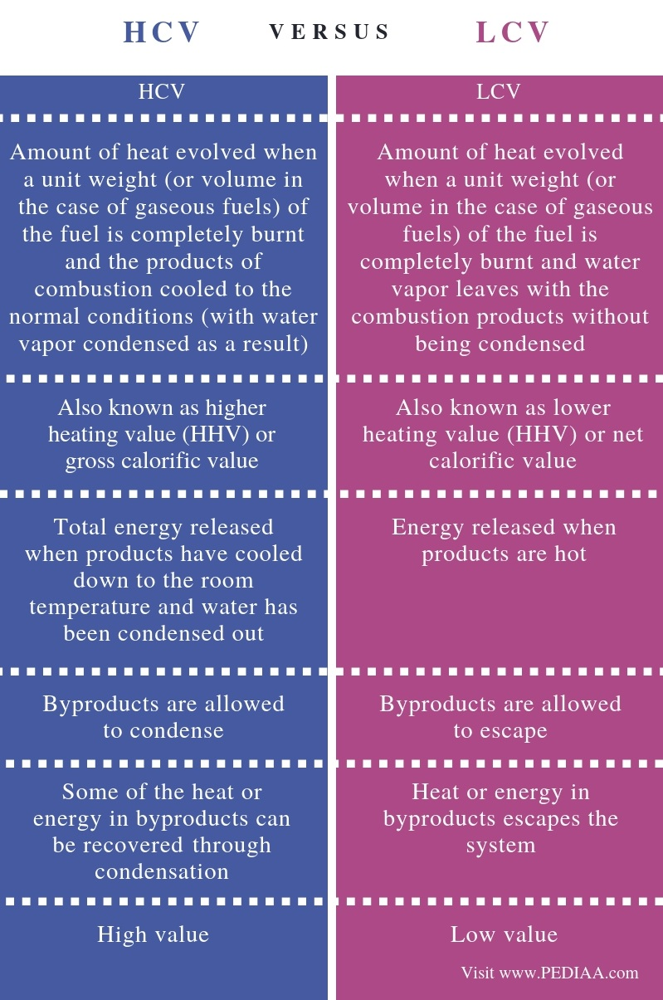 HCV VERSUS LCV
HCV
Amount of heat evolved when
a unit weight (or volume in
the case of gaseous fuels) of
the fuel is completely burnt
and the products of
combustion cooled to the
normal conditions (with water
vapor condensed as a result)
Also known as higher
heating value (HHV) or
gross calorific value
Total energy released
when products have cooled
down to the room
temperature and water has
been condensed out
Byproducts are allowed
to condense
Some of the heat or
energy in byproducts can
be recovered through
condensation
High value
LCV
Amount of heat evolved
when a unit weight (or
volume in the case of gaseous
fuels) of the fuel is
completely burnt and water
vapor leaves with the
combustion products without
being condensed
Also known as lower
heating value (HHV) or net
calorific value
Energy released when
products are hot
Byproducts are allowed
to escape
Heat or energy in
byproducts escapes the
system
Low value
Visit www.PEDIAA.com